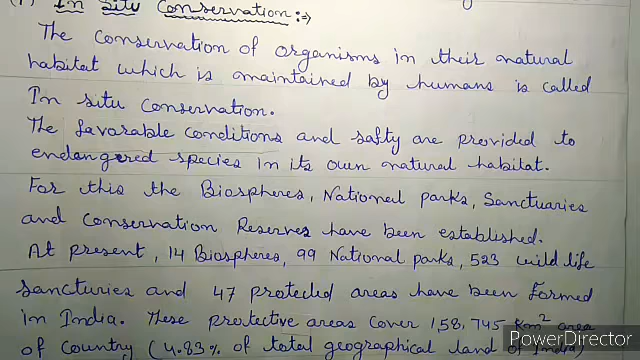 In Situ Conservation :→
The conservation of organisms in their natural
habitat which is maintained by humans is called
In situ conservation.
The favorable conditions and safty are provided to
endangered species in its own natural habitat.
For this the Biospheres, National parks, Sanctuaries
and Conservation Reserves have been established.
At present, 14 Biospheres, 99 National parks, 523 wild life
sancturies and 47 protected areas have been formed
in India. These protective areas cover 158,745 Km² area
of Country (4.83% of total geographical land of India)
PowerDirector